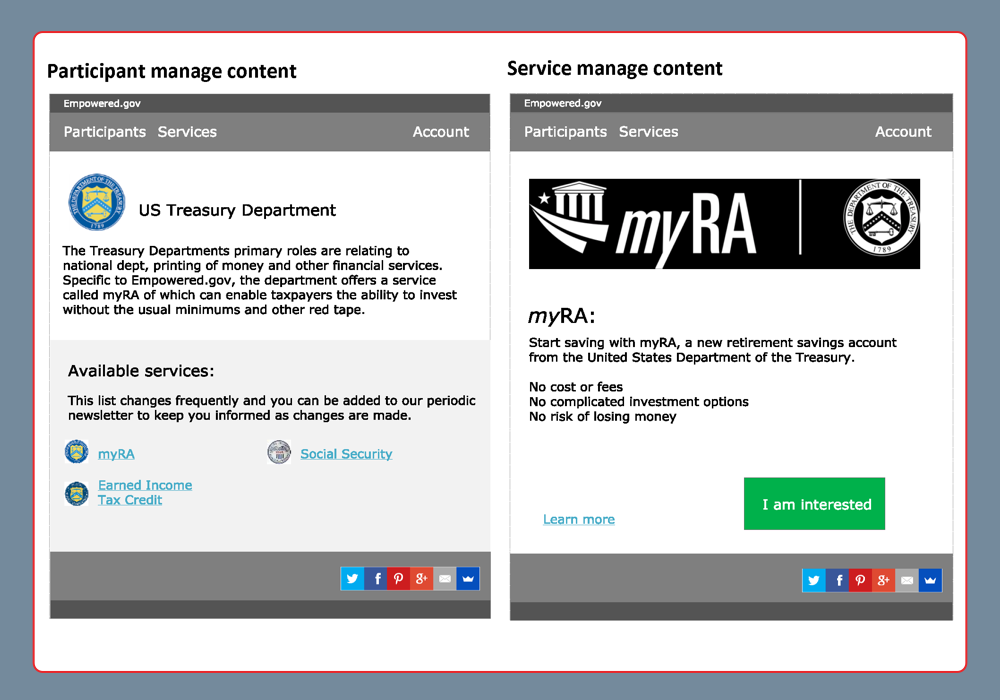 Participant manage content
Empowered.gov
Participants Services Account
THE DEPARTMENT OF THE TREASURY
1789
US Treasury Department
The Treasury Departments primary roles are relating to
national dept, printing of money and other financial services.
Specific to Empowered.gov, the department offers a service
called myRA of which can enable taxpayers the ability to invest
without the usual minimums and other red tape.
Available services:
This list changes frequently and you can be added to our periodic
newsletter to keep you informed as changes are made.
myRA
Social Security
Earned Income
Tax Credit
f
g+
Service manage content
Empowered.gov
Participants Services Account
myRA
THE DEPARTMENT OF THE TREASURY
1789
myRA:
Start saving with myRA, a new retirement savings account
from the United States Department of the Treasury.
No cost or fees
No complicated investment options
No risk of losing money
I am interested
Learn more
f
g+